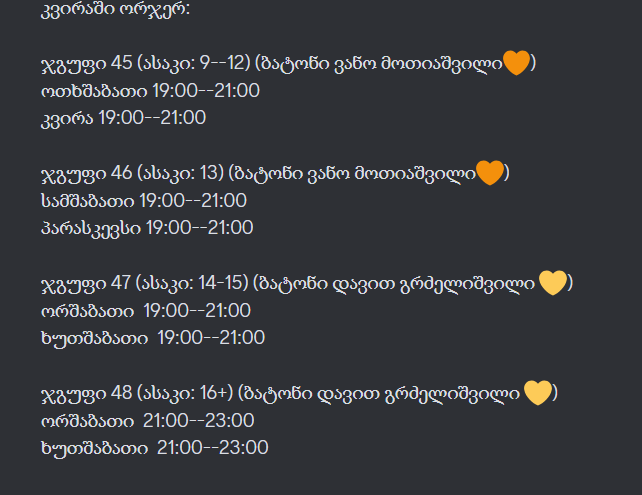 კვირაში ორჯერ:
ჯგუფი 45 (ასაკი: 9--12) (ბატონი ვანო მოთიაშვილი🧡)
ოთხშაბათი 19:00--21:00
კვირა 19:00--21:00
ჯგუფი 46 (ასაკი: 13) (ბატონი ვანო მოთიაშვილი🧡)
სამშაბათი 19:00--21:00
პარასკევსი 19:00--21:00
ჯგუფი 47 (ასაკი: 14-15) (ბატონი დავით გრძელიშვილი 💛)
ორშაბათი 19:00--21:00
ხუთშაბათი 19:00--21:00
ჯგუფი 48 (ასაკი: 16+) (ბატონი დავით გრძელიშვილი 💛)
ორშაბათი 21:00--23:00
ხუთშაბათი 21:00--23:00